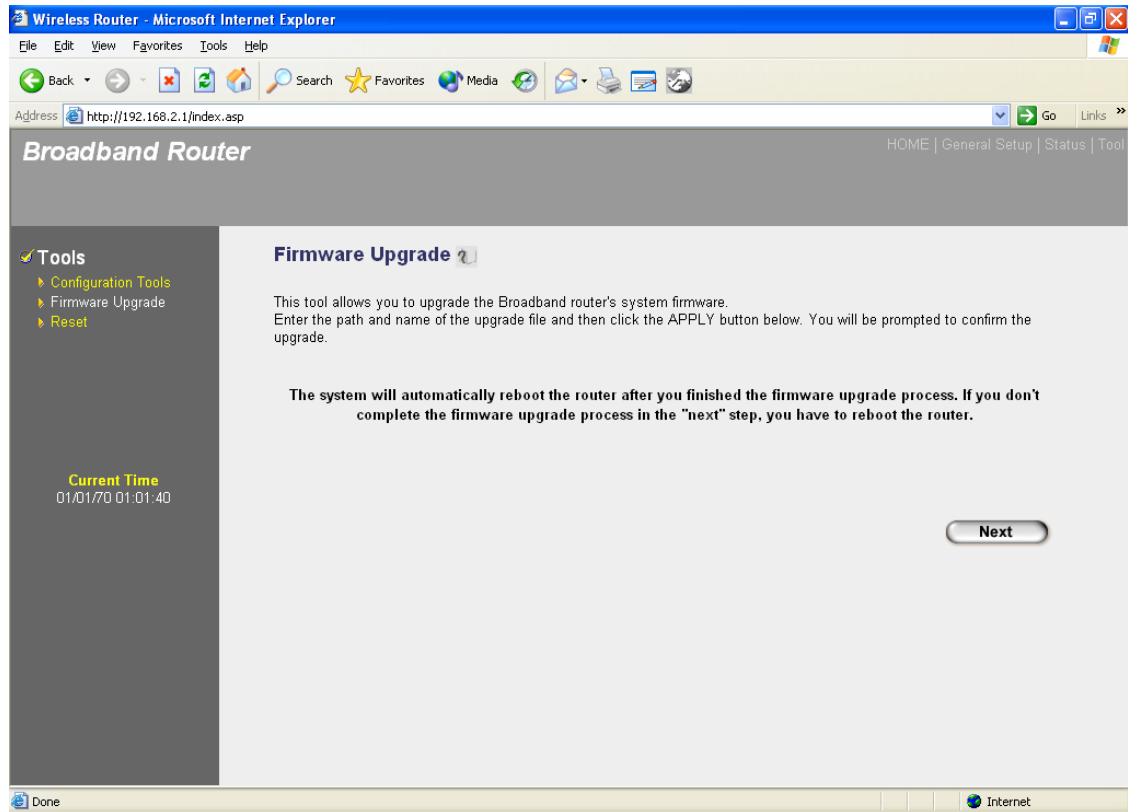 Wireless Router - Microsoft Internet Explorer
File Edit View Favorites Tools Help
Back Search Favorites Media
Address http://192.168.2.1/index.asp Go Links »
Broadband Router
HOME | General Setup | Status | Tool
Tools
Configuration Tools
Firmware Upgrade
Reset
Current Time
01/01/70 01:01:40
Firmware Upgrade
This tool allows you to upgrade the Broadband router's system firmware.
Enter the path and name of the upgrade file and then click the APPLY button below. You will be prompted to confirm the
upgrade.
The system will automatically reboot the router after you finished the firmware upgrade process. If you don't
complete the firmware upgrade process in the "next" step, you have to reboot the router.
Next
Done Internet